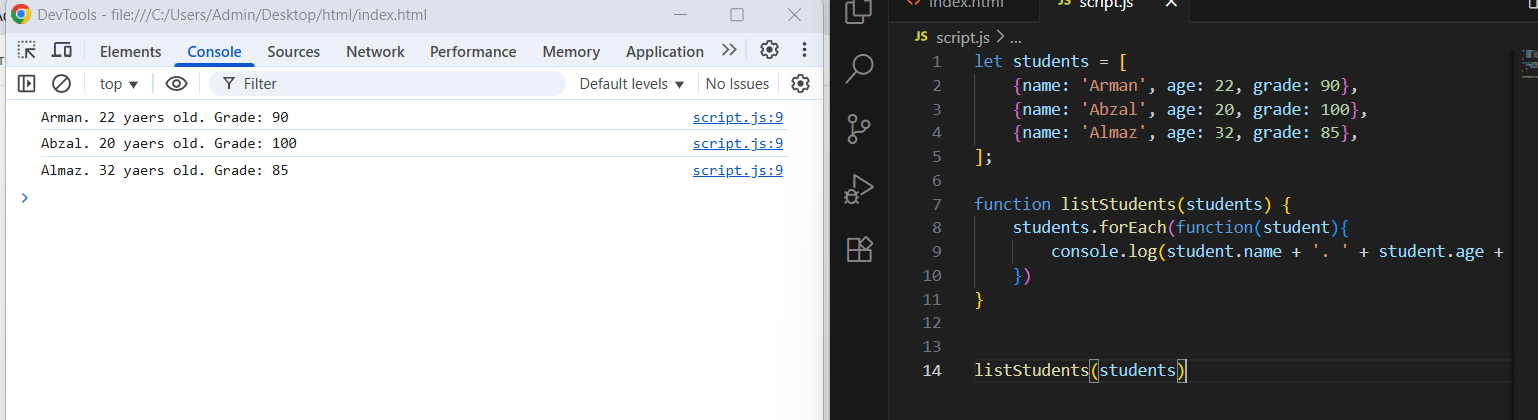 DevTools - file:///C:/Users/Admin/Desktop/html/index.html
Elements Console Sources Network Performance Memory Application
top Filter Default levels No Issues
Arman. 22 yaers old. Grade: 90 script.js:9
Abzal. 20 yaers old. Grade: 100 script.js:9
Almaz. 32 yaers old. Grade: 85 script.js:9
index.html script.js
JS script.js > ...
1 let students = [
2 {name: 'Arman', age: 22, grade: 90},
3 {name: 'Abzal', age: 20, grade: 100},
4 {name: 'Almaz', age: 32, grade: 85},
5 ];
6
7 function listStudents(students) {
8 students.forEach(function(student){
9 console.log(student.name + '. ' + student.age +
10 })
11 }
12
13
14 listStudents(students)